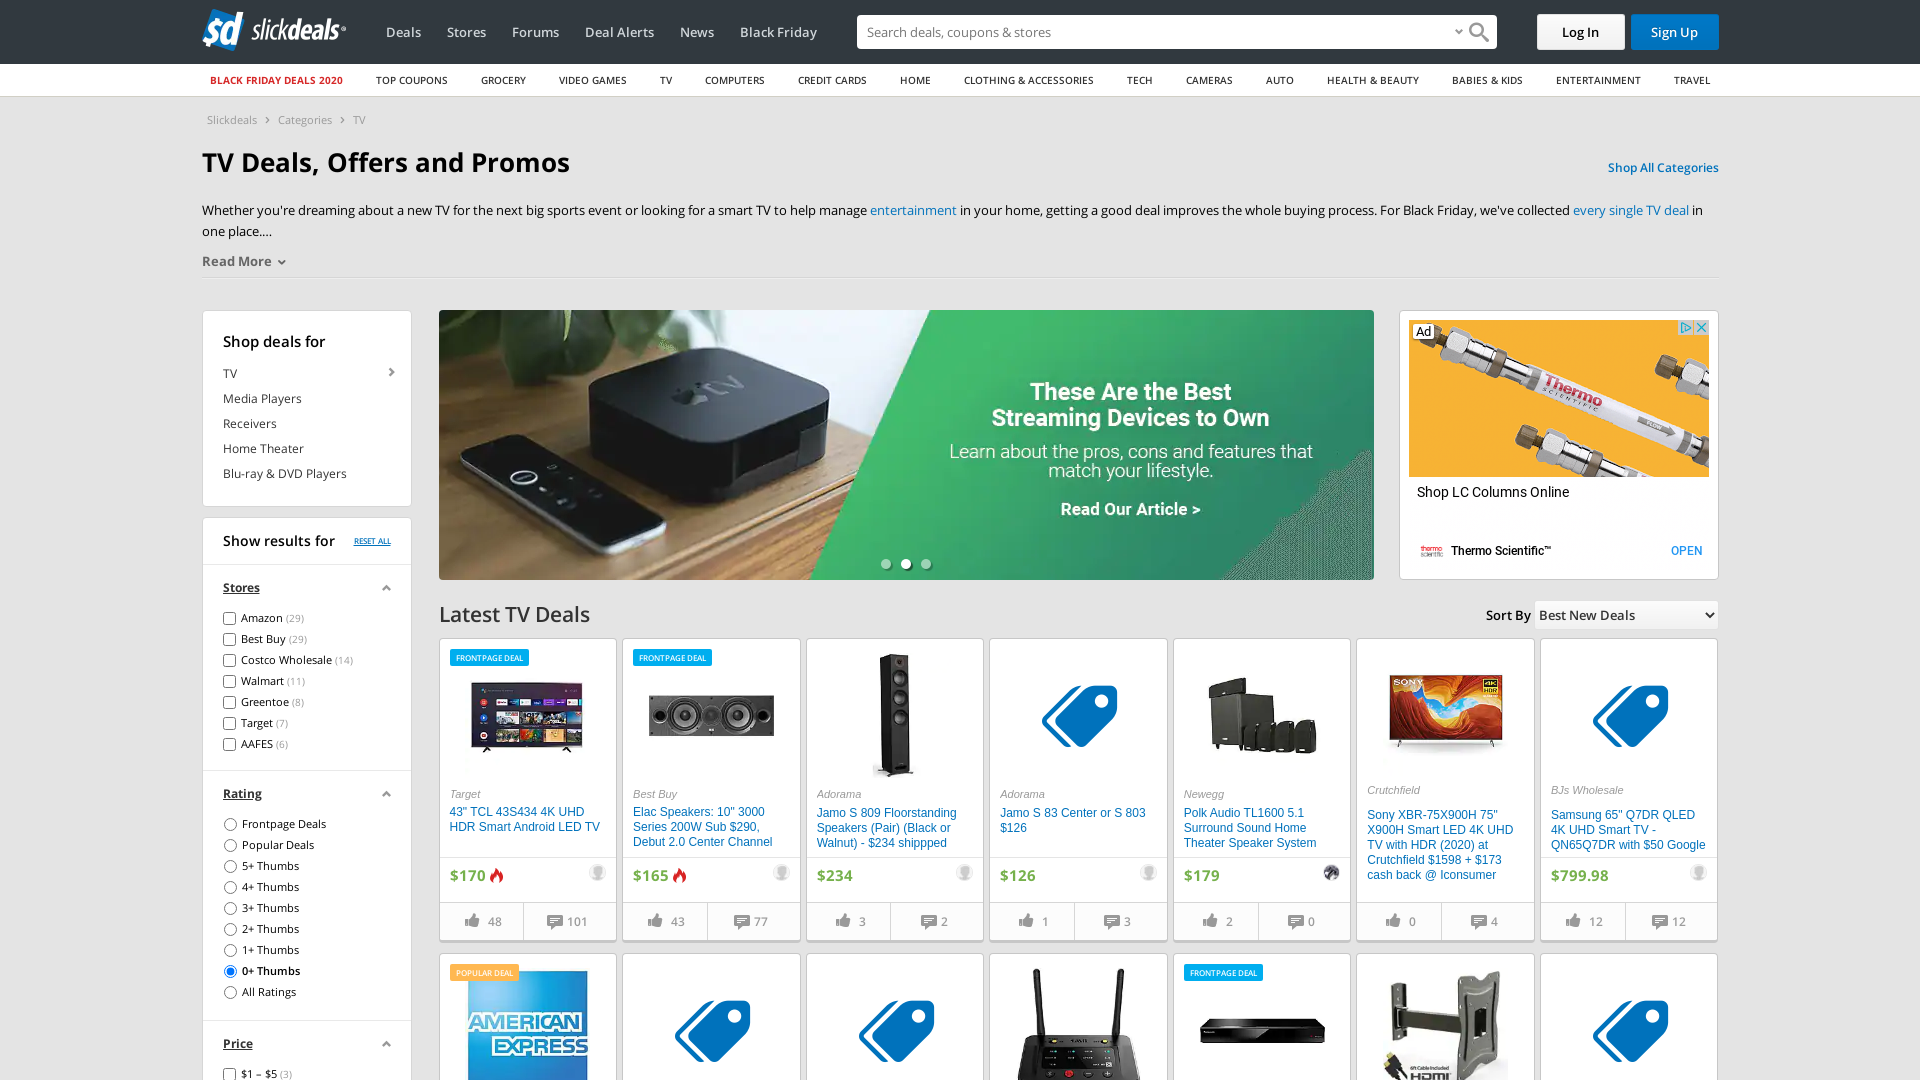 sd slickdeals
Deals
Stores
Forums
Deal Alerts
News
Black Friday
Search deals, coupons & stores
Log In
Sign Up
BLACK FRIDAY DEALS 2020
TOP COUPONS
GROCERY
VIDEO GAMES
TV
COMPUTERS
CREDIT CARDS
HOME
CLOTHING & ACCESSORIES
TECH
CAMERAS
AUTO
HEALTH & BEAUTY
BABIES & KIDS
ENTERTAINMENT
TRAVEL
Slickdeals > Categories > TV
TV Deals, Offers and Promos
Shop All Categories
Whether you're dreaming about a new TV for the next big sports event or looking for a smart TV to help manage entertainment in your home, getting a good deal improves the whole buying process. For Black Friday, we've collected every single TV deal in
one place....
Read More
Shop deals for
TV
Media Players
Receivers
Home Theater
Blu-ray & DVD Players
Show results for
RESET ALL
Stores
Amazon (29)
Best Buy (29)
Costco Wholesale (14)
Walmart (11)
Greentoe (8)
Target (7)
AAFES (6)
Rating
Frontpage Deals
Popular Deals
5+ Thumbs
4+ Thumbs
3+ Thumbs
2+ Thumbs
1+ Thumbs
0+ Thumbs
All Ratings
Price
$1 – $5 (3)
tv
These Are the Best
Streaming Devices to Own
Learn about the pros, cons and features that
match your lifestyle.
Read Our Article >
Ad
Thermo
SCIENTIFIC
FLOW
Shop LC Columns Online
thermo
scientific
Thermo Scientific™
OPEN
Latest TV Deals
Sort By
Best New Deals
FRONTPAGE DEAL
Target
43" TCL 43S434 4K UHD
HDR Smart Android LED TV
$170
48
101
FRONTPAGE DEAL
Best Buy
Elac Speakers: 10" 3000
Series 200W Sub $290,
Debut 2.0 Center Channel
$165
43
77
Adorama
Jamo S 809 Floorstanding
Speakers (Pair) (Black or
Walnut) - $234 shippped
$234
3
2
Adorama
Jamo S 83 Center or S 803
$126
$126
1
3
Newegg
Polk Audio TL1600 5.1
Surround Sound Home
Theater Speaker System
$179
2
0
SONY
4K
HDR
Crutchfield
Sony XBR-75X900H 75"
X900H Smart LED 4K UHD
TV with HDR (2020) at
Crutchfield $1598 + $173
cash back @ Iconsumer
0
4
BJs Wholesale
Samsung 65" Q7DR QLED
4K UHD Smart TV -
QN65Q7DR with $50 Google
$799.98
12
12
POPULAR DEAL
AMERICAN
EXPRESS
FRONTPAGE DEAL
6ft Cable Included
HDMI